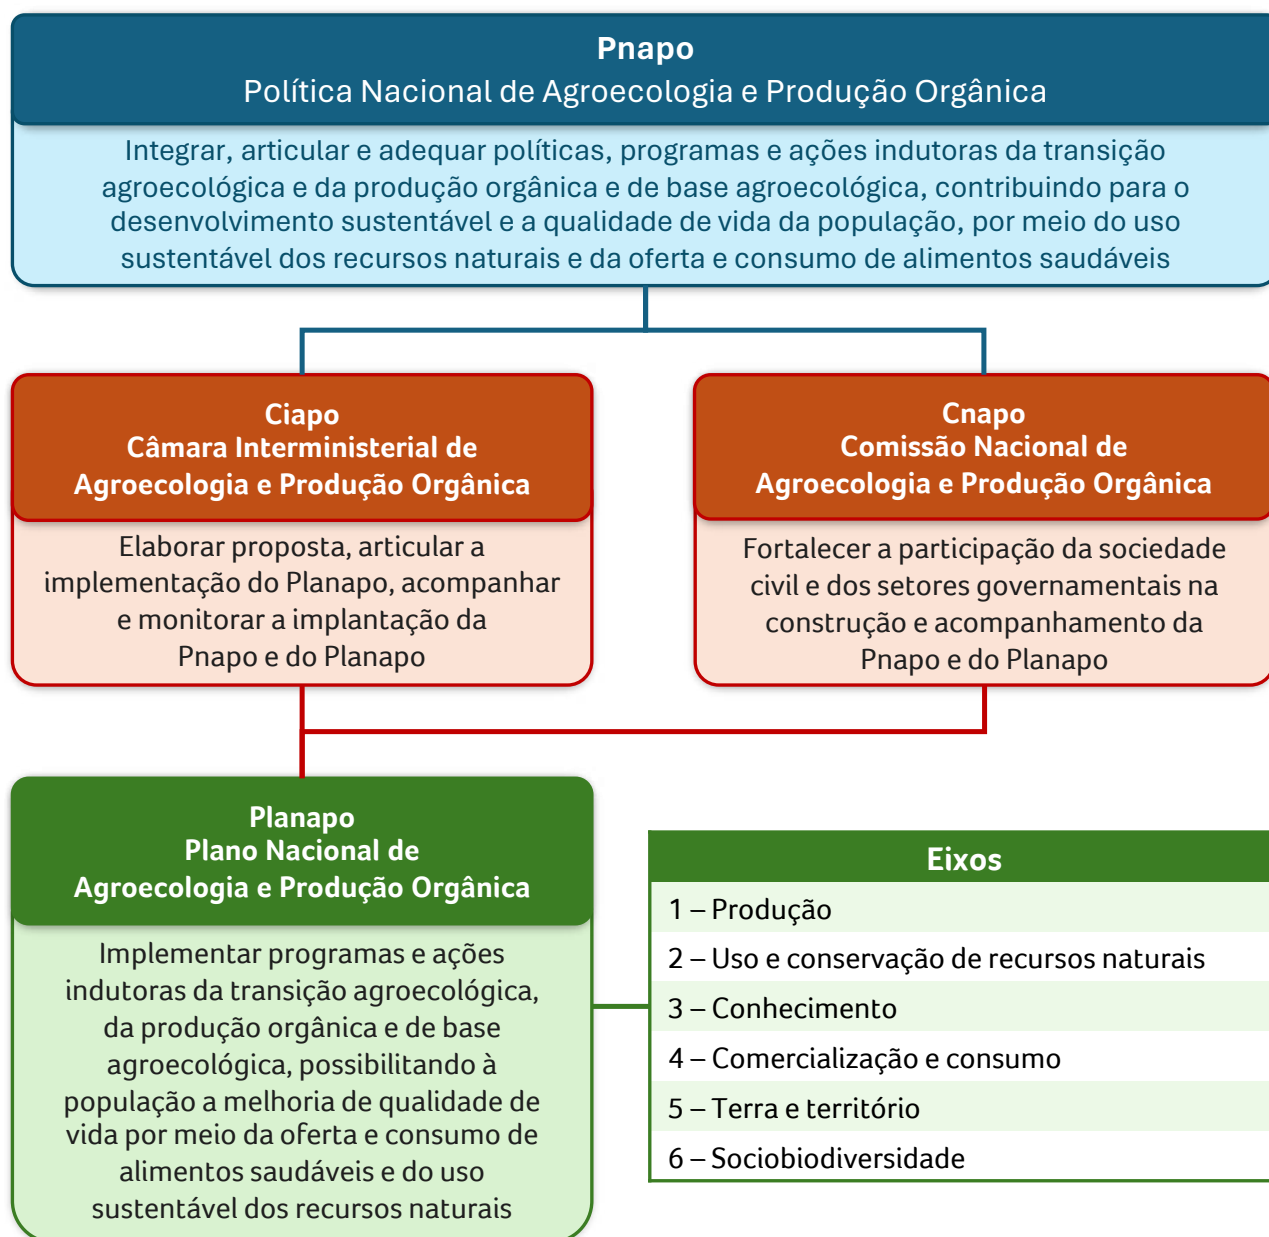 Pnapo
Política Nacional de Agroecologia e Produção Orgânica
Integrar, articular e adequar políticas, programas e ações indutoras da transição
agroecológica e da produção orgânica e de base agroecológica, contribuindo para o
desenvolvimento sustentável e a qualidade de vida da população, por meio do uso
sustentável dos recursos naturais e da oferta e consumo de alimentos saudáveis
Ciapo
Câmara Interministerial de
Agroecologia e Produção Orgânica
Elaborar proposta, articular a
implementação do Planapo, acompanhar
e monitorar a implantação da
Pnapo e do Planapo
Cnapo
Comissão Nacional de
Agroecologia e Produção Orgânica
Fortalecer a participação da sociedade
civil e dos setores governamentais na
construção e acompanhamento da
Pnapo e do Planapo
Planapo
Plano Nacional de
Agroecologia e Produção Orgânica
Implementar programas e ações
indutoras da transição agroecológica,
da produção orgânica e de base
agroecológica, possibilitando à
população a melhoria de qualidade de
vida por meio da oferta e consumo de
alimentos saudáveis e do uso
sustentável dos recursos naturais
Eixos
1 – Produção
2 – Uso e conservação de recursos naturais
3 – Conhecimento
4 – Comercialização e consumo
5 – Terra e território
6 – Sociobiodiversidade